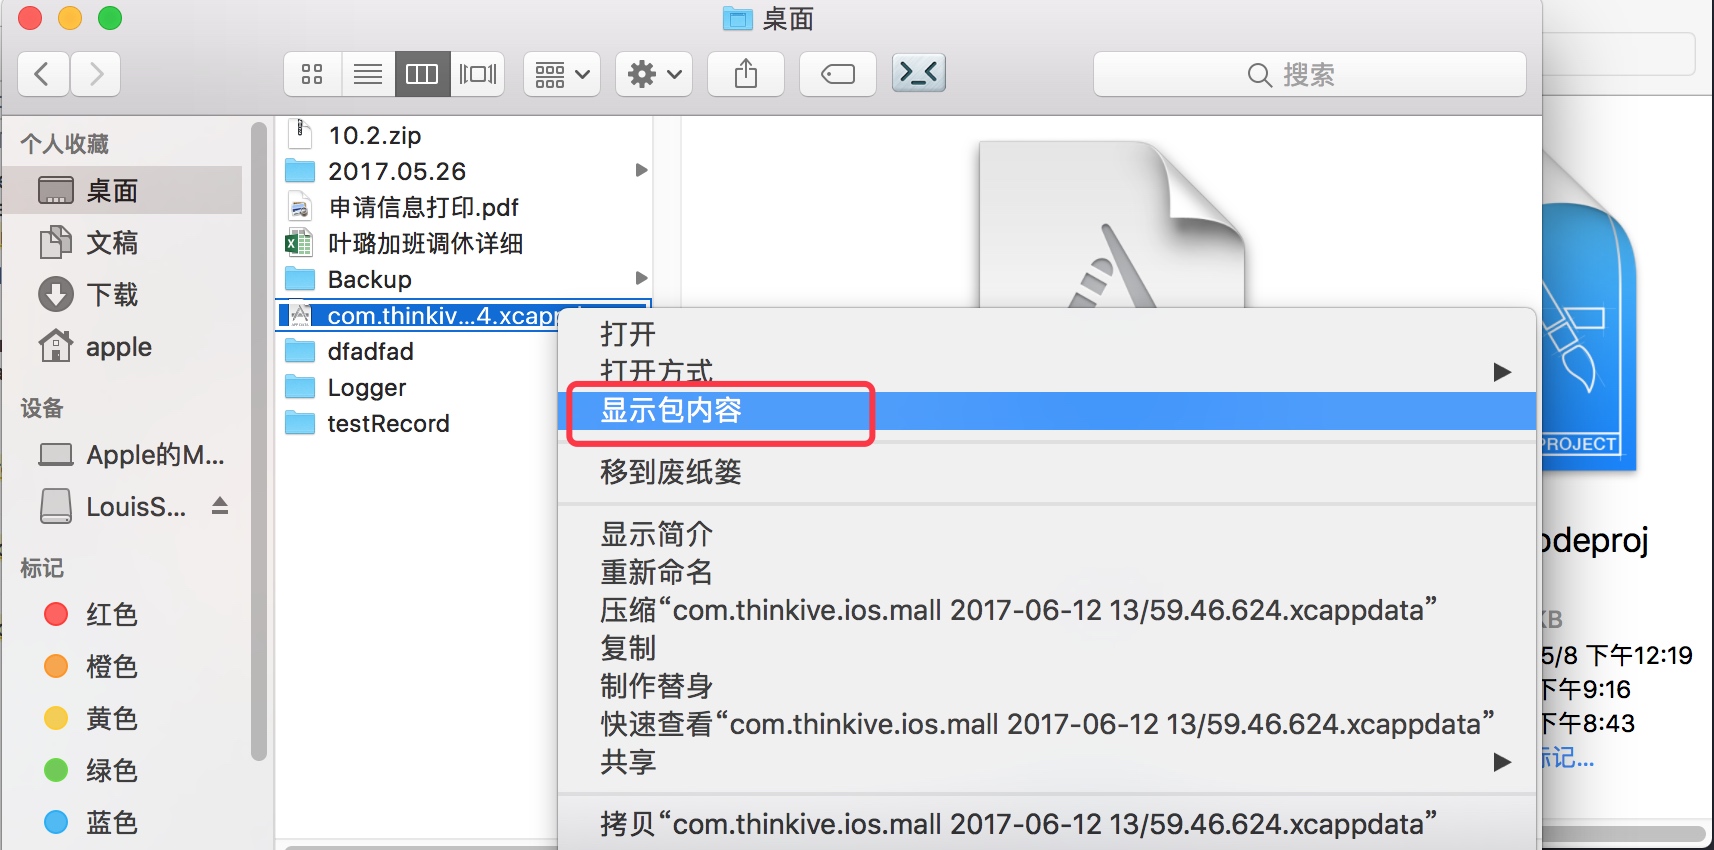 桌面
搜索
个人收藏
桌面
文稿
下载
apple
设备
Apple的M...
LouisS...
标记
红色
橙色
黄色
绿色
蓝色
10.2.zip
2017.05.26
申请信息打印.pdf
叶璐加班调休详细
Backup
com.thinkiv...4.xcapp
dfadfad
Logger
testRecord
打开
打开方式
显示包内容
移到废纸篓
显示简介
重新命名
压缩“com.thinkive.ios.mall 2017-06-12 13/59.46.624.xcappdata”
复制
制作替身
快速查看“com.thinkive.ios.mall 2017-06-12 13/59.46.624.xcappdata”
共享
拷贝“com.thinkive.ios.mall 2017-06-12 13/59.46.624.xcappdata”
PROJECT
odeproj
KB
5/8 下午12:19
下午9:16
下午8:43
标记...